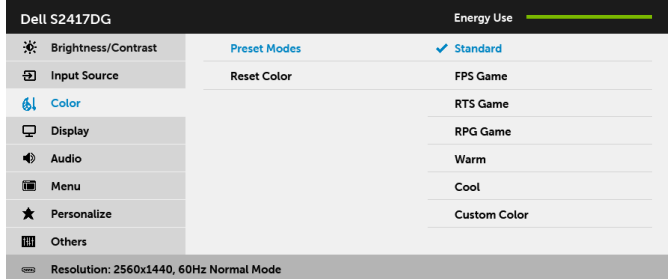 Dell S2417DG Energy Use
Brightness/Contrast Preset Modes Standard
Input Source Reset Color FPS Game
Color RTS Game
Display RPG Game
Audio Warm
Menu Cool
Personalize Custom Color
Others
Resolution: 2560x1440, 60Hz Normal Mode